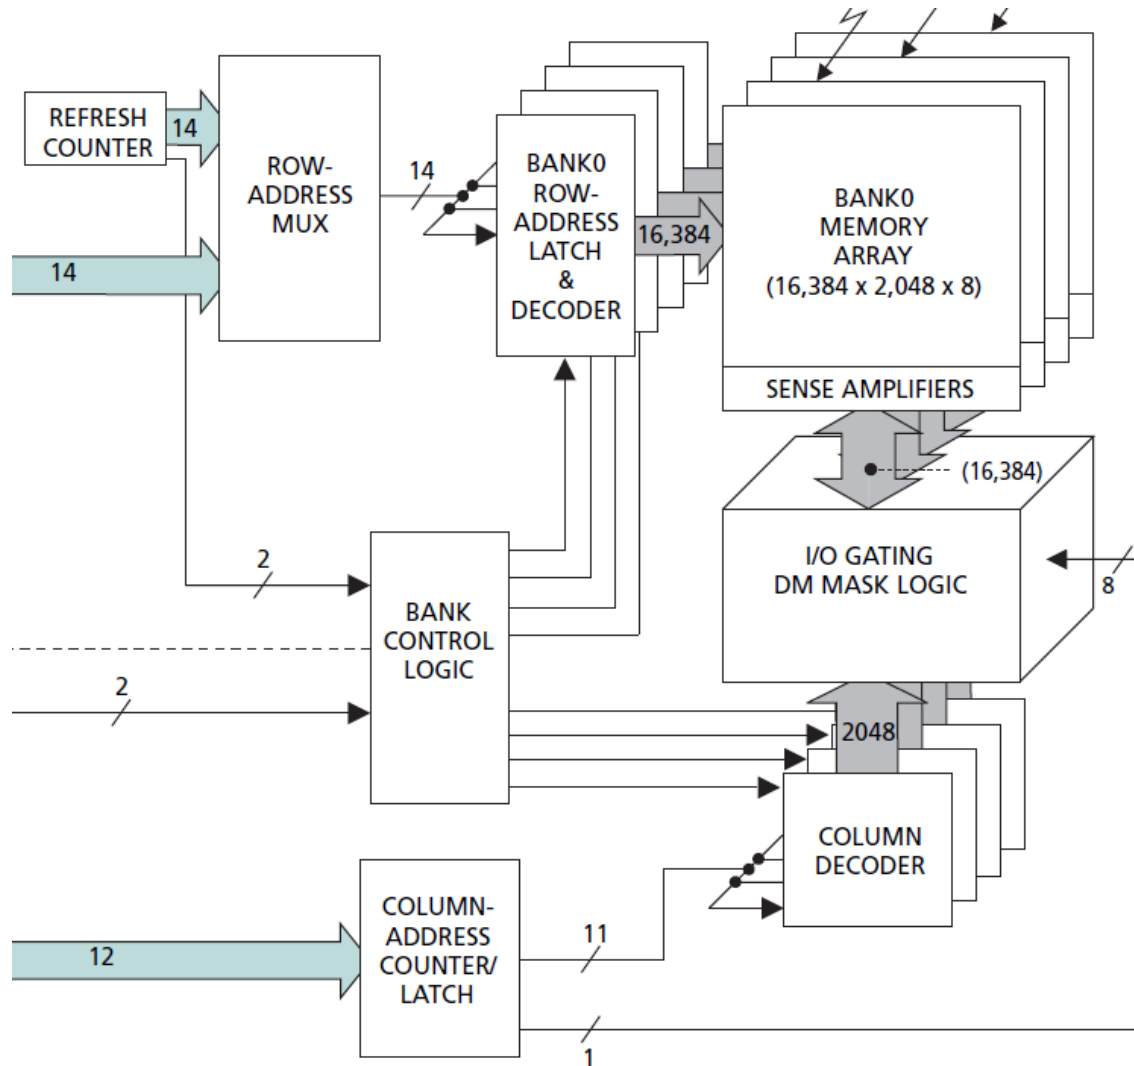 REFRESH
COUNTER
14
14
ROW-
ADDRESS
MUX
14
BANK0
ROW-
ADDRESS
LATCH
&
DECODER
16,384
BANK0
MEMORY
ARRAY
(16,384 x 2,048 x 8)
SENSE AMPLIFIERS
(16,384)
I/O GATING
DM MASK LOGIC
8
2
BANK
CONTROL
LOGIC
2
2048
COLUMN
DECODER
COLUMN-
ADDRESS
COUNTER/
LATCH
12
11
1